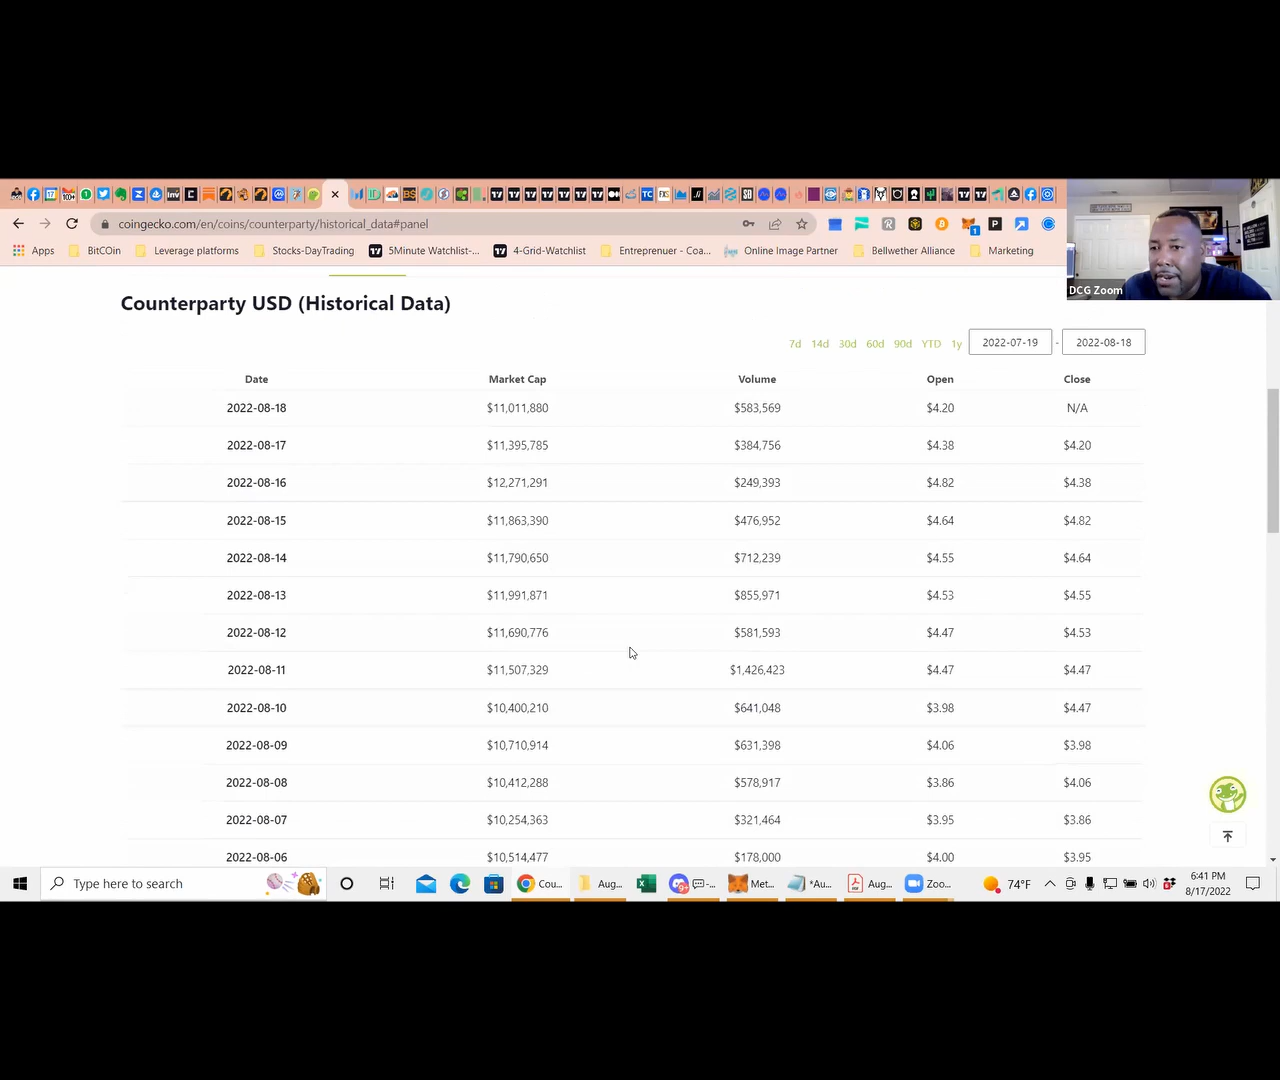 coingecko.com/en/coins/counterparty/historical_data#panel
Apps BitCOin Leverage platforms Stocks-DayTrading 5Minute Watchlist-... 4-Grid-Watchlist Entreprenuer - Coa... Online Image Partner Bellwether Alliance Marketing
DCG Zoom
Counterparty USD (Historical Data)
7d 14d 30d 60d 90d YTD 1y 2022-07-19 - 2022-08-18
Date Market Cap Volume Open Close
2022-08-18 $11,011,880 $583,569 $4.20 N/A
2022-08-17 $11,395,785 $384,756 $4.38 $4.20
2022-08-16 $12,271,291 $249,393 $4.82 $4.38
2022-08-15 $11,863,390 $476,952 $4.64 $4.82
2022-08-14 $11,790,650 $712,239 $4.55 $4.64
2022-08-13 $11,991,871 $855,971 $4.53 $4.55
2022-08-12 $11,690,776 $581,593 $4.47 $4.53
2022-08-11 $11,507,329 $1,426,423 $4.47 $4.47
2022-08-10 $10,400,210 $641,048 $3.98 $4.47
2022-08-09 $10,710,914 $631,398 $4.06 $3.98
2022-08-08 $10,412,288 $578,917 $3.86 $4.06
2022-08-07 $10,254,363 $321,464 $3.95 $3.86
2022-08-06 $10,514,477 $178,000 $4.00 $3.95
Type here to search Cou... Aug... Met... *Au... Aug... Zoo... 74°F 6:41 PM
8/17/2022